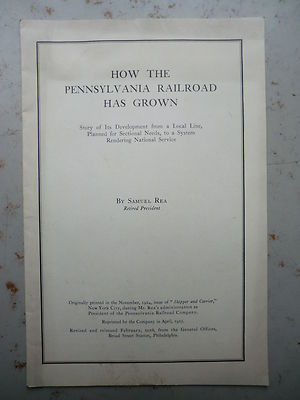 HOW THE
PENNSYLVANIA RAILROAD
HAS GROWN
Story of Its Development from a Local Line,
Planned for Sectional Needs, to a System
Rendering National Service
By Samuel Rea
Retired President
Originally printed in the November, 1924, issue of "Shipper and Carrier,"
New York City, during Mr. Rea's administration as
President of the Pennsylvania Railroad Company.
Reprinted by the Company in April, 1925.
Revised and reissued February, 1926, from the General Offices,
Broad Street Station, Philadelphia.